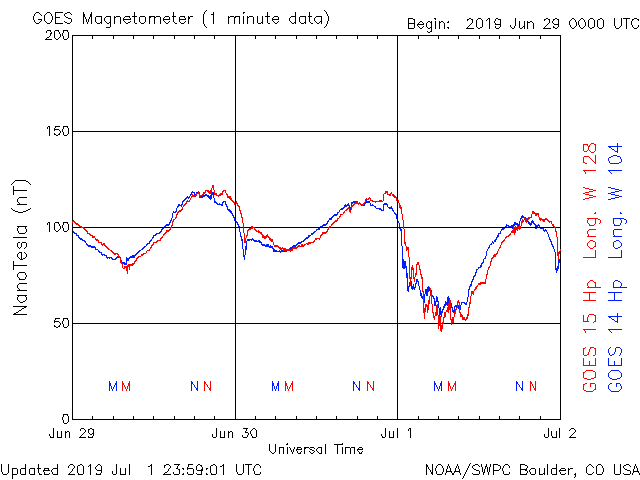 GOES Magnetometer (1 minute data)
Begin: 2019 Jun 29 0000 UTC
200
150
100
50
0
NanoTesla (nT)
M M N N M M N N M M N N
Jun 29 Jun 30 Jul 1 Jul 2
Universal Time
GOES 15 Hp Long. W 128
GOES 14 Hp Long. W 104
Updated 2019 Jul 1 23:59:01 UTC
NOAA/SWPC Boulder, CO USA